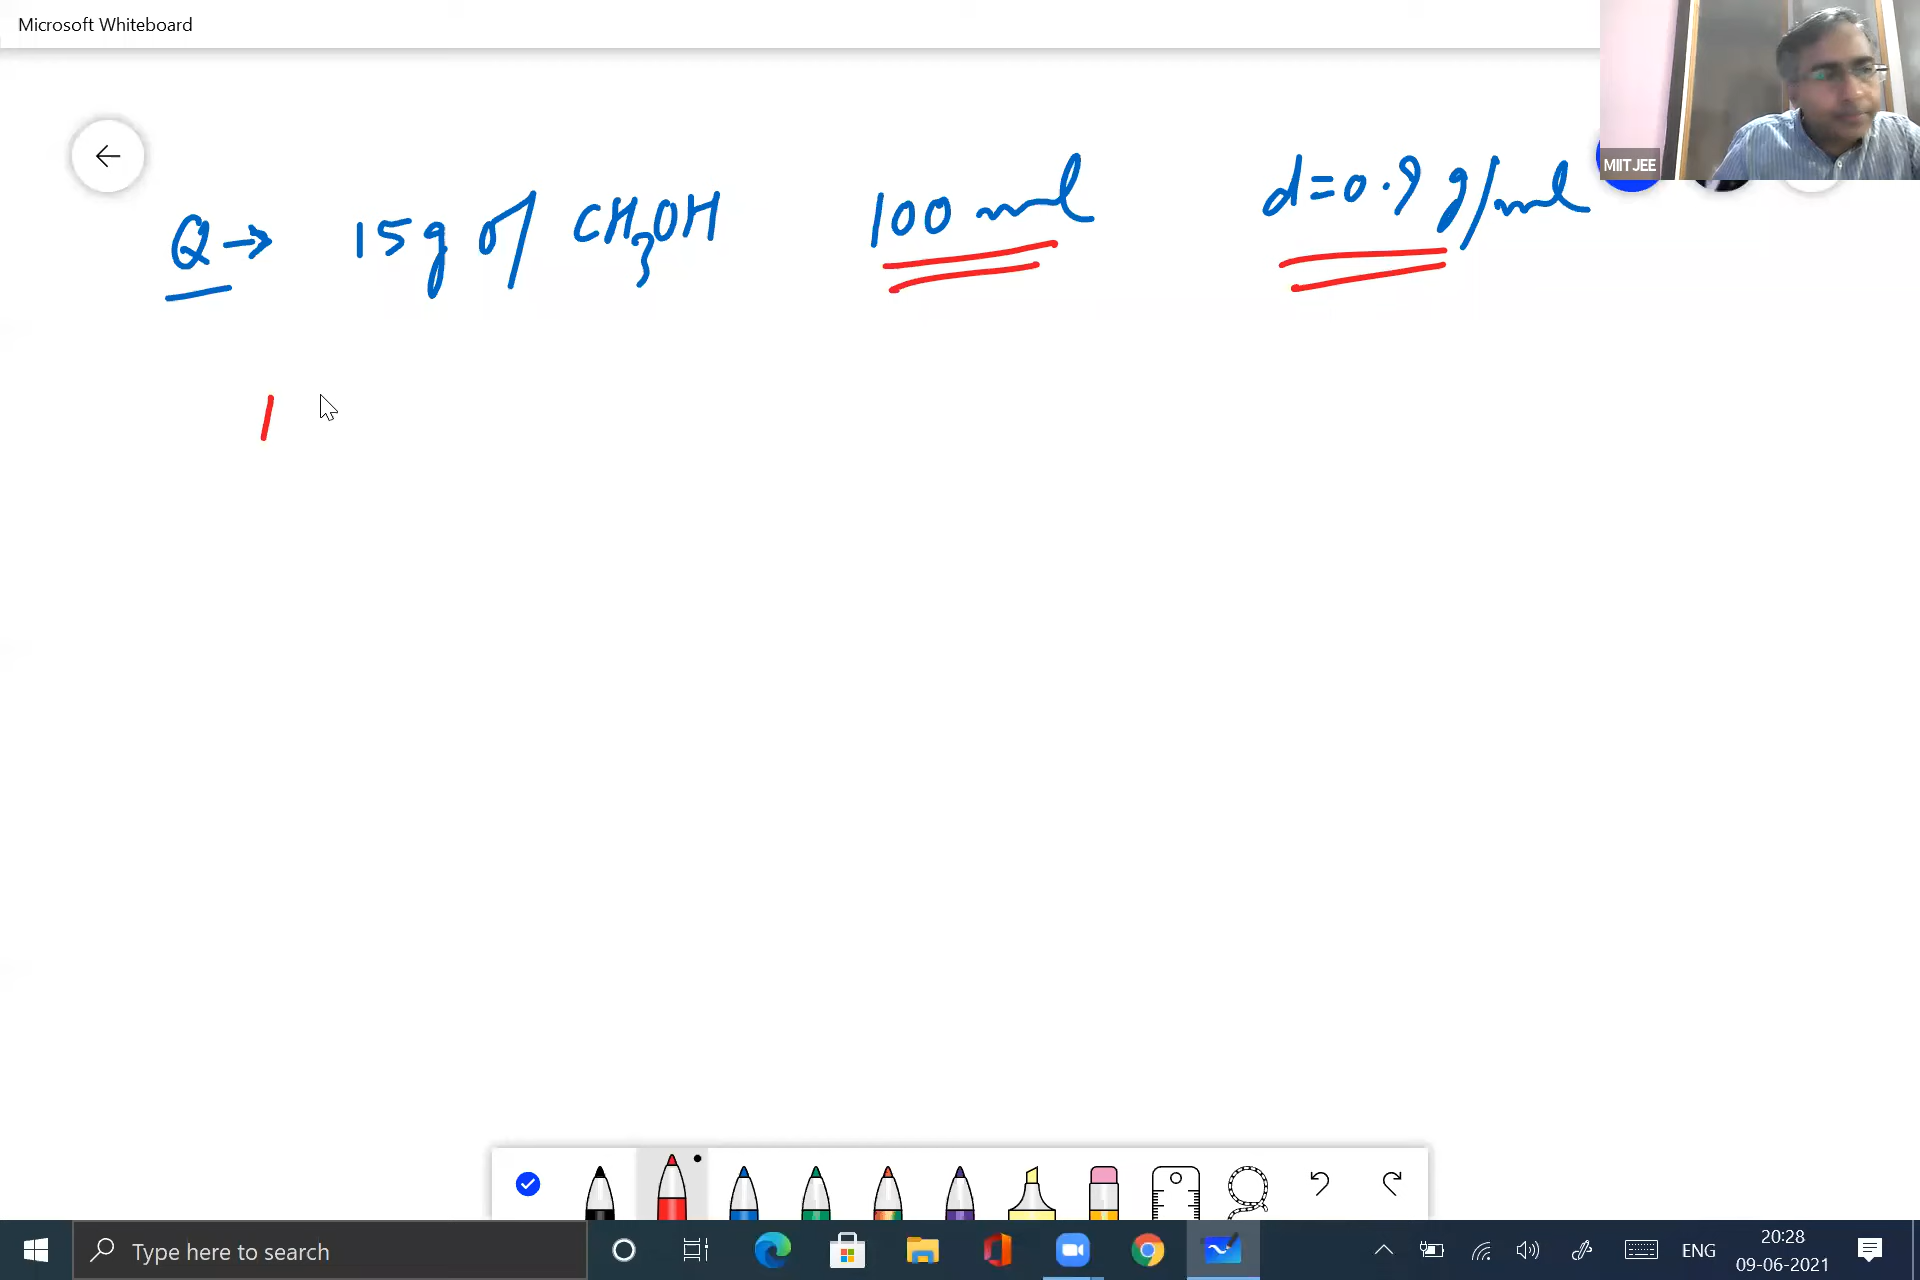 Microsoft Whiteboard
MIIT JEE
Q → 15g of CH3OH 100 ml d=0.9 g/ml
Type here to search
ENG
20:28
09-06-2021